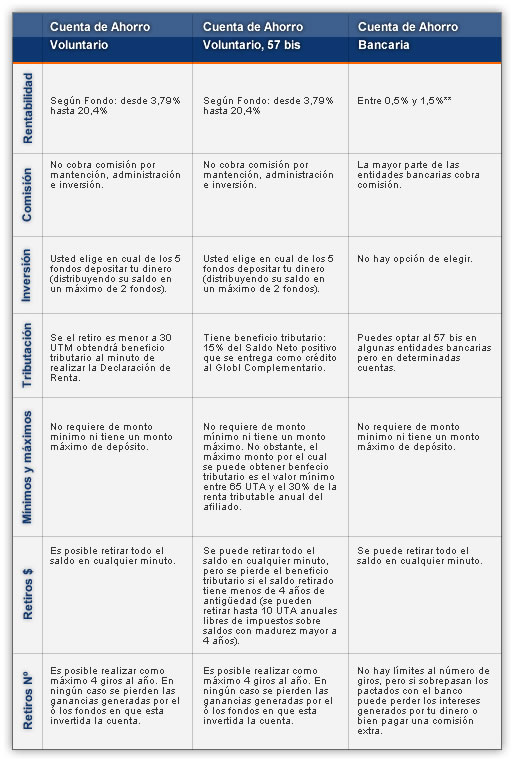 Cuenta de Ahorro
Voluntario
Cuenta de Ahorro
Voluntario, 57 bis
Cuenta de Ahorro
Bancaria
Rentabilidad
Según Fondo: desde 3,79%
hasta 20,4%
Según Fondo: desde 3,79%
hasta 20,4%
Entre 0,5% y 1,5%**
Comisión
No cobra comisión por
mantención, administración
e inversión.
No cobra comisión por
mantención, administración
e inversión.
La mayor parte de las
entidades bancarias cobra
comisión.
Inversión
Usted elige en cual de los 5
fondos depositar tu dinero
(distribuyendo su saldo en
un máximo de 2 fondos).
Usted elige en cual de los 5
fondos depositar tu dinero
(distribuyendo su saldo en
un máximo de 2 fondos).
No hay opción de elegir.
Tributación
Se el retiro es menor a 30
UTM obtendrá beneficio
tributario al minuto de
realizar la Declaración de
Renta.
Tiene beneficio tributario:
15% del Saldo Neto positivo
que se entrega como crédito
al Globl Complementario.
Puedes optar al 57 bis en
algunas entidades bancarias
pero en determinadas
cuentas.
Mínimos y máximos
No requiere de monto
minimo ni tiene un monto
máximo de depósito.
No requiere de monto
mínimo ni tiene un monto
máximo. No obstante, el
máximo monto por el cual
se puede obtener benfecio
tributario es el valor mínimo
entre 65 UTA y el 30% de la
renta tributable anual del
afiliado.
No requiere de monto
minimo ni tiene un monto
máximo de depósito.
Retiros $
Es posible retirar todo el
saldo en cualquier minuto.
Se puede retirar todo el
saldo en cualquier minuto,
pero se pierde el beneficio
tributario si el saldo retirado
tiene menos de 4 años de
antigüedad (se pueden
retirar hasta 10 UTA anuales
libres de impuestos sobre
saldos con madurez mayor a
4 años).
Se puede retirar todo el
saldo en cualquier minuto.
Retiros Nº
Es posible realizar como
máximo 4 giros al año. En
ningún caso se pierden las
ganancias generadas por el
ó los fondos en que esta
invertida la cuenta.
Es posible realizar como
máximo 4 giros al año. En
ningún caso se pierden las
ganancias generadas por el
ó los fondos en que esta
invertida la cuenta.
No hay límites al número de
giros, pero si sobrepasan los
pactados con el banco
puede perder los intereses
generados por tu dinero o
bien pagar una comisión
extra.